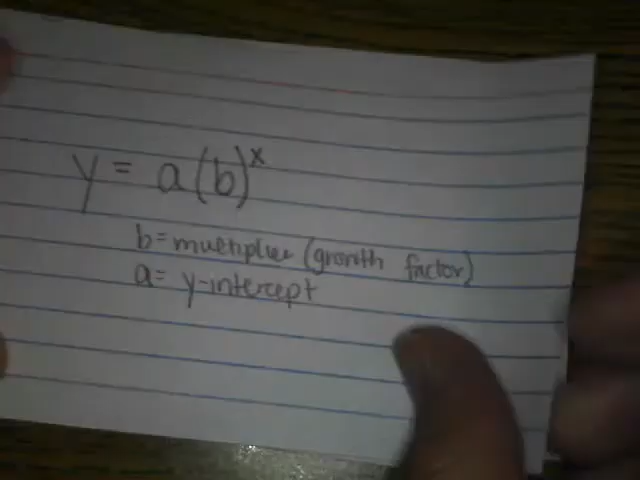 y = a(b)^x
b = multiplier (growth factor)
a = y-intercept